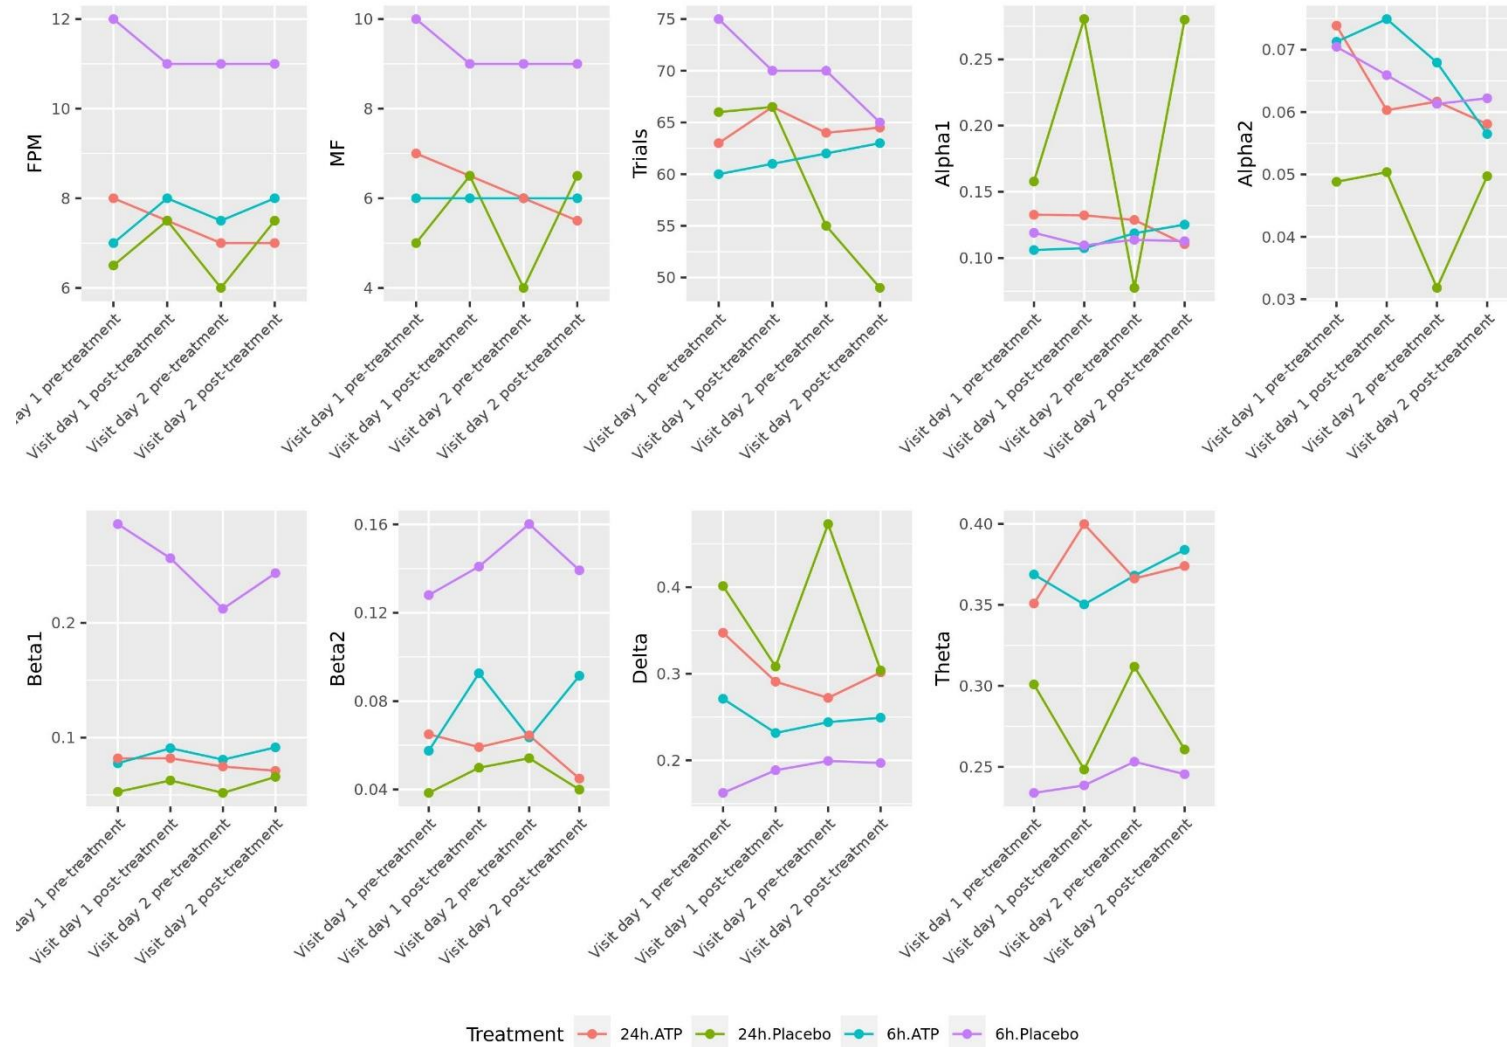 12
10
8
6
FPM
ay 1 pre-treatment
Visit day 1 post-treatment
Visit day 2 pre-treatment
Visit day 2 post-treatment
10
8
6
4
MF
Visit day 1 pre-treatment
Visit day 1 post-treatment
Visit day 2 pre-treatment
Visit day 2 post-treatment
75
70
65
60
55
50
Trials
Visit day 1 pre-treatment
Visit day 1 post-treatment
Visit day 2 pre-treatment
Visit day 2 post-treatment
0.25
0.20
0.15
0.10
Alpha1
Visit day 1 pre-treatment
Visit day 1 post-treatment
Visit day 2 pre-treatment
Visit day 2 post-treatment
0.07
0.06
0.05
0.04
0.03
Alpha2
Visit day 1 pre-treatment
Visit day 1 post-treatment
Visit day 2 pre-treatment
Visit day 2 post-treatment
0.2
0.1
Beta1
ay 1 pre-treatment
Visit day 1 post-treatment
Visit day 2 pre-treatment
Visit day 2 post-treatment
0.16
0.12
0.08
0.04
Beta2
Visit day 1 pre-treatment
Visit day 1 post-treatment
Visit day 2 pre-treatment
Visit day 2 post-treatment
0.4
0.3
0.2
Delta
Visit day 1 pre-treatment
Visit day 1 post-treatment
Visit day 2 pre-treatment
Visit day 2 post-treatment
0.40
0.35
0.30
0.25
Theta
Visit day 1 pre-treatment
Visit day 1 post-treatment
Visit day 2 pre-treatment
Visit day 2 post-treatment
Treatment 24h.ATP 24h.Placebo 6h.ATP 6h.Placebo